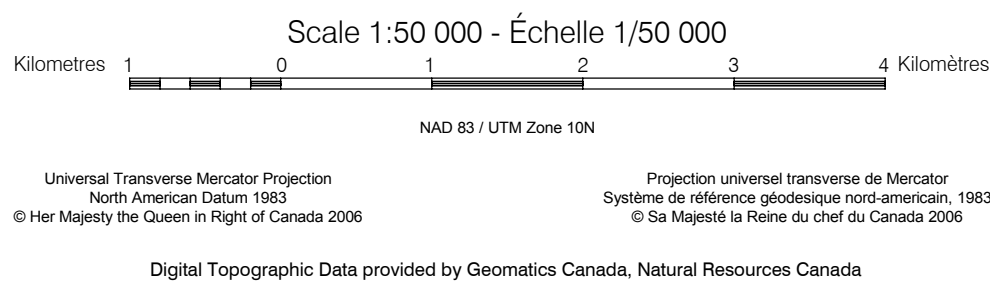 Scale 1:50 000 - Échelle 1/50 000
Kilometres 1 0 1 2 3 4 Kilomètres
NAD 83 / UTM Zone 10N
Universal Transverse Mercator Projection
North American Datum 1983
© Her Majesty the Queen in Right of Canada 2006
Projection universel transverse de Mercator
Système de référence géodesique nord-americain, 1983
© Sa Majesté la Reine du chef du Canada 2006
Digital Topographic Data provided by Geomatics Canada, Natural Resources Canada